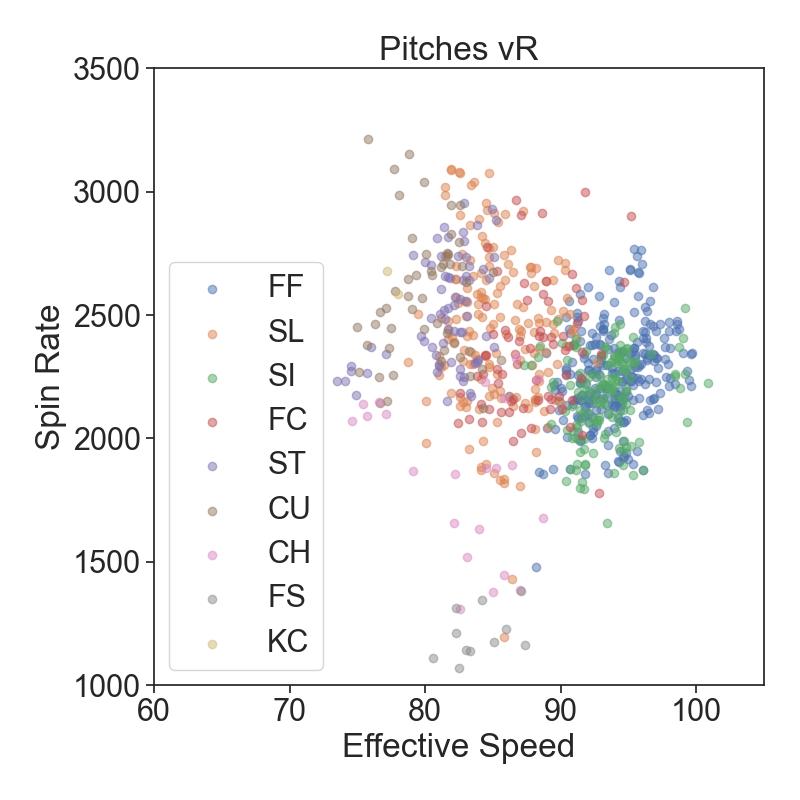 Pitches vR
3500
3000
2500
2000
1500
1000
Spin Rate
FF
SL
SI
FC
ST
CU
CH
FS
KC
60 70 80 90 100
Effective Speed